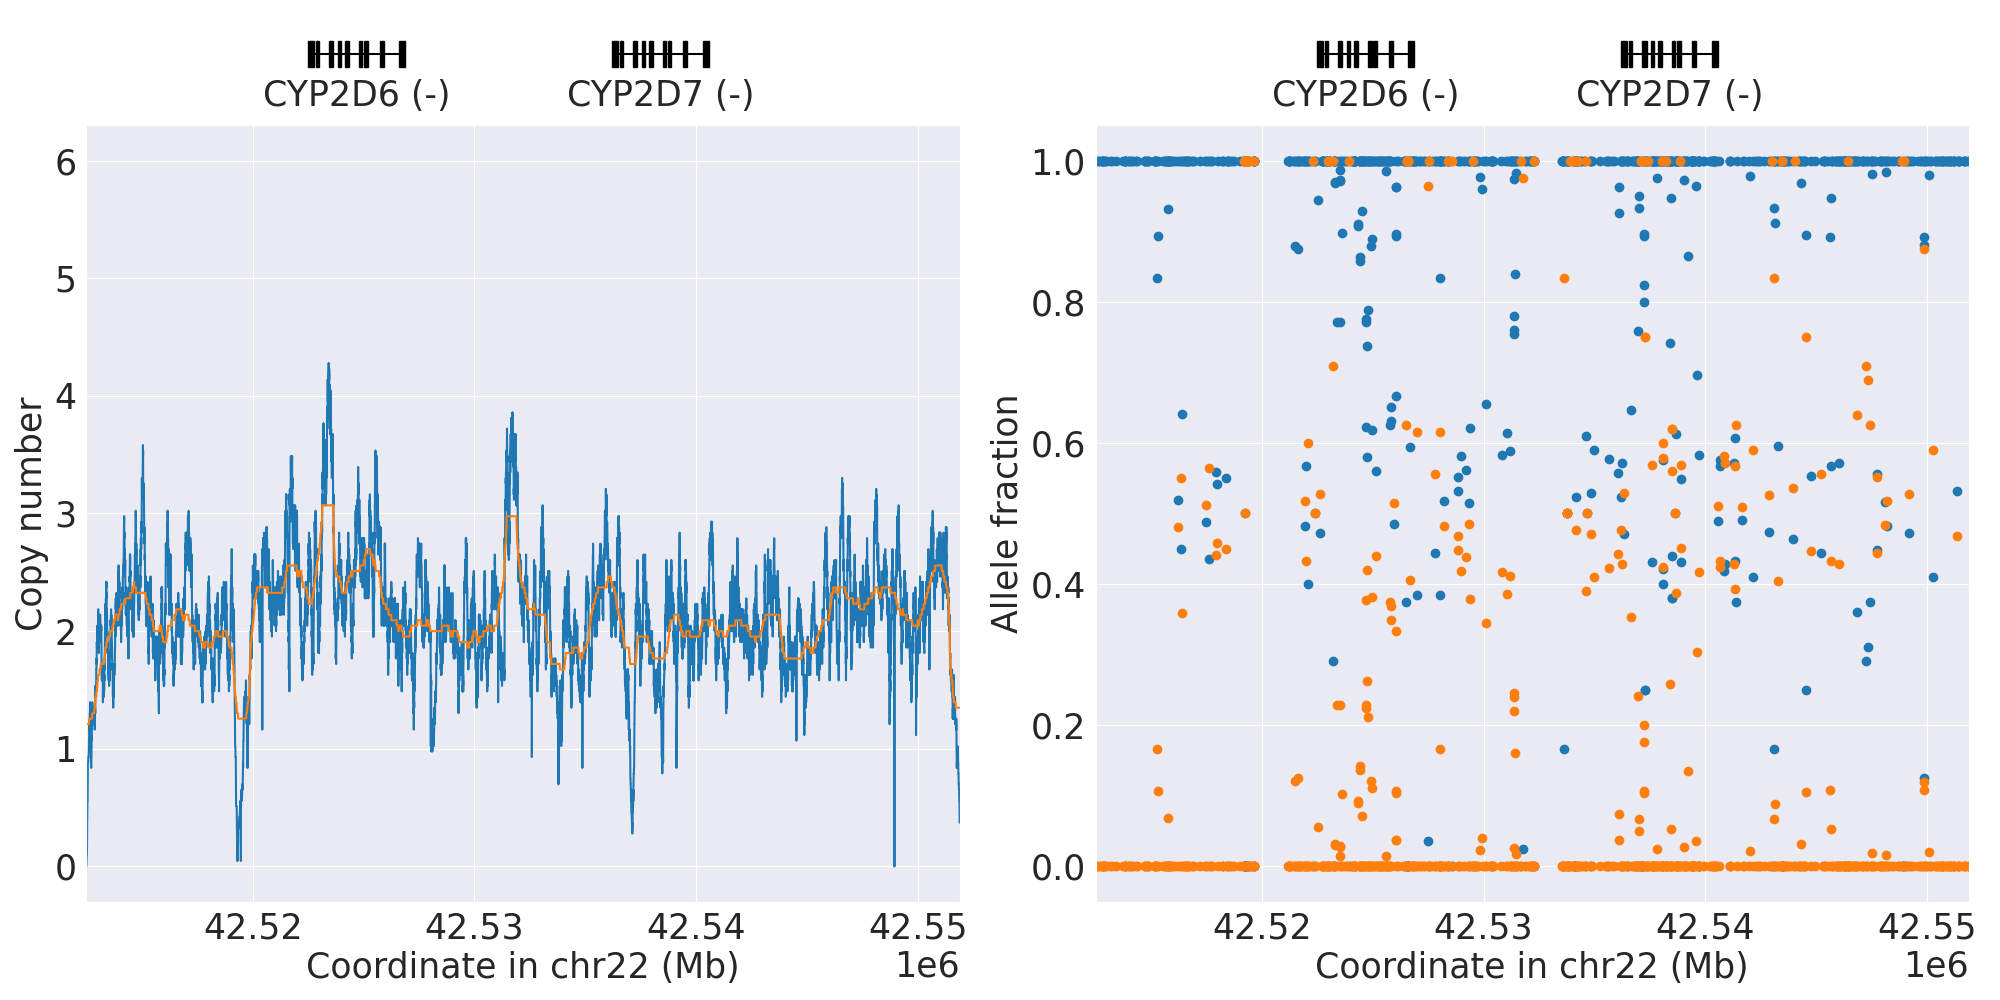 CYP2D6 (-) CYP2D7 (-)
6
5
4
3
2
1
0
Copy number
42.52 42.53 42.54 42.55
Coordinate in chr22 (Mb) 1e6
CYP2D6 (-) CYP2D7 (-)
1.0
0.8
0.6
0.4
0.2
0.0
Allele fraction
42.52 42.53 42.54 42.55
Coordinate in chr22 (Mb) 1e6